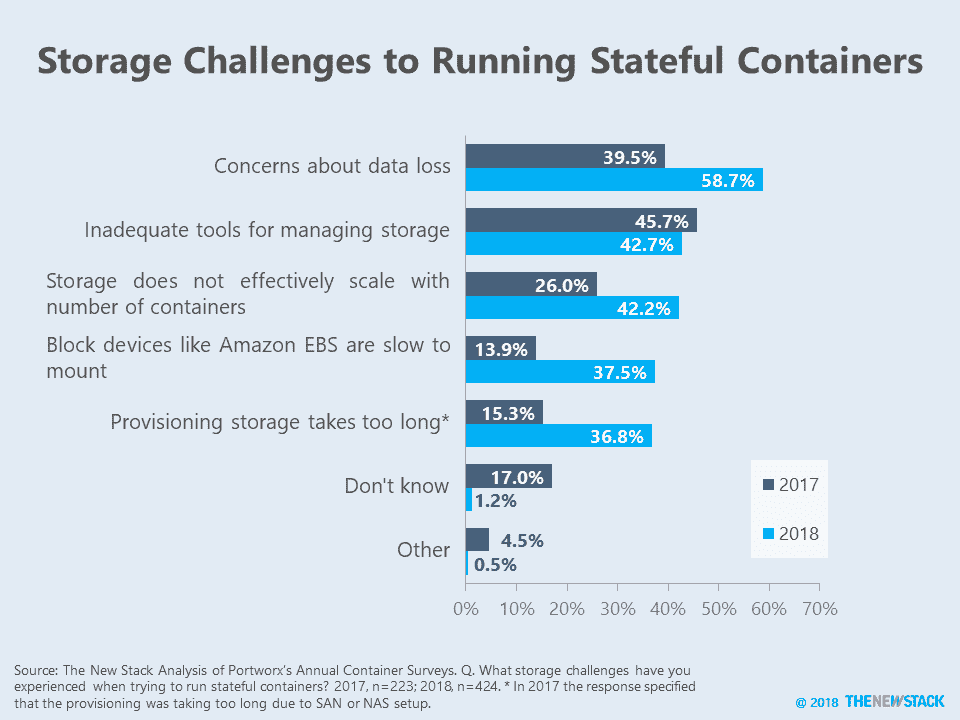 Storage Challenges to Running Stateful Containers
Concerns about data loss
39.5%
58.7%
Inadequate tools for managing storage
45.7%
42.7%
Storage does not effectively scale with
number of containers
26.0%
42.2%
Block devices like Amazon EBS are slow to
mount
13.9%
37.5%
Provisioning storage takes too long*
15.3%
36.8%
Don't know
17.0%
1.2%
Other
4.5%
0.5%
2017
2018
0% 10% 20% 30% 40% 50% 60% 70%
Source: The New Stack Analysis of Portworx's Annual Container Surveys. Q. What storage challenges have you
experienced when trying to run stateful containers? 2017, n=223; 2018, n=424. * In 2017 the response specified
that the provisioning was taking too long due to SAN or NAS setup.
@ 2018 THENEWSTACK